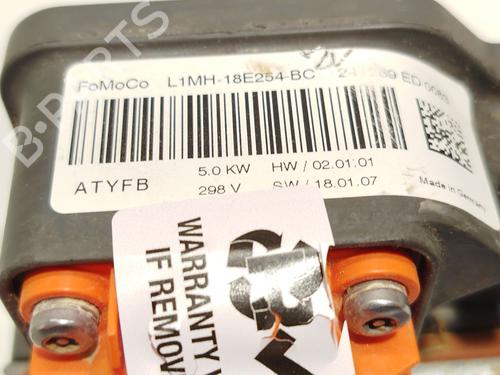 FoMoCo L1MH-18E254-BC
ATYFB
5.0 KW HW / 02.01.01
298 V SW / 18.01.07
Made in Germany
WARRANTY
IF REMOV
B-Parts